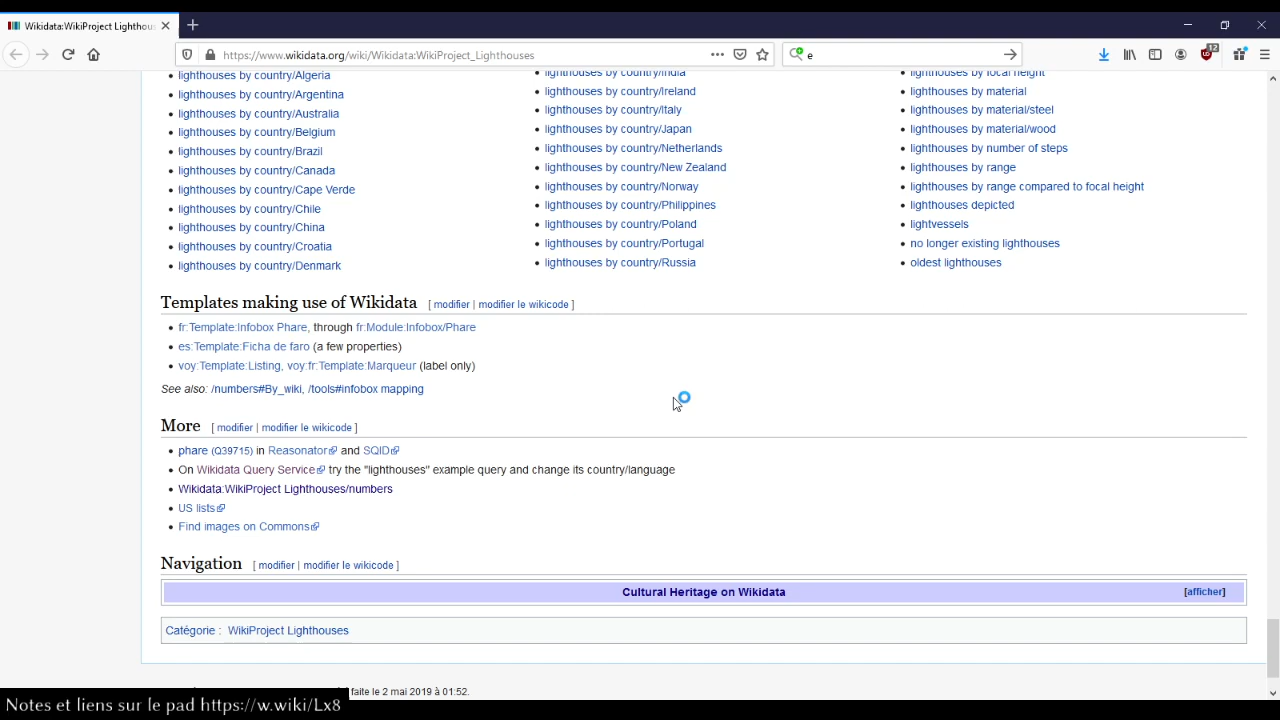 Wikidata:WikiProject Lighthous
https://www.wikidata.org/wiki/Wikidata:WikiProject_Lighthouses
e
12
lighthouses by country/Algeria
lighthouses by country/Argentina
lighthouses by country/Australia
lighthouses by country/Belgium
lighthouses by country/Brazil
lighthouses by country/Canada
lighthouses by country/Cape Verde
lighthouses by country/Chile
lighthouses by country/China
lighthouses by country/Croatia
lighthouses by country/Denmark
lighthouses by country/India
lighthouses by country/Ireland
lighthouses by country/Italy
lighthouses by country/Japan
lighthouses by country/Netherlands
lighthouses by country/New Zealand
lighthouses by country/Norway
lighthouses by country/Philippines
lighthouses by country/Poland
lighthouses by country/Portugal
lighthouses by country/Russia
lighthouses by focal height
lighthouses by material
lighthouses by material/steel
lighthouses by material/wood
lighthouses by number of steps
lighthouses by range
lighthouses by range compared to focal height
lighthouses depicted
lightvessels
no longer existing lighthouses
oldest lighthouses
Templates making use of Wikidata [ modifier | modifier le wikicode ]
fr:Template:Infobox Phare, through fr:Module:Infobox/Phare
es:Template:Ficha de faro (a few properties)
voy:Template:Listing, voy:fr:Template:Marqueur (label only)
See also: /numbers#By_wiki, /tools#infobox mapping
More [ modifier | modifier le wikicode ]
phare (Q39715) in Reasonator and SQID
On Wikidata Query Service try the "lighthouses" example query and change its country/language
Wikidata:WikiProject Lighthouses/numbers
US lists
Find images on Commons
Navigation [ modifier | modifier le wikicode ]
Cultural Heritage on Wikidata [afficher]
Catégorie : WikiProject Lighthouses
faite le 2 mai 2019 à 01:52.
Notes et liens sur le pad https://w.wiki/Lx8